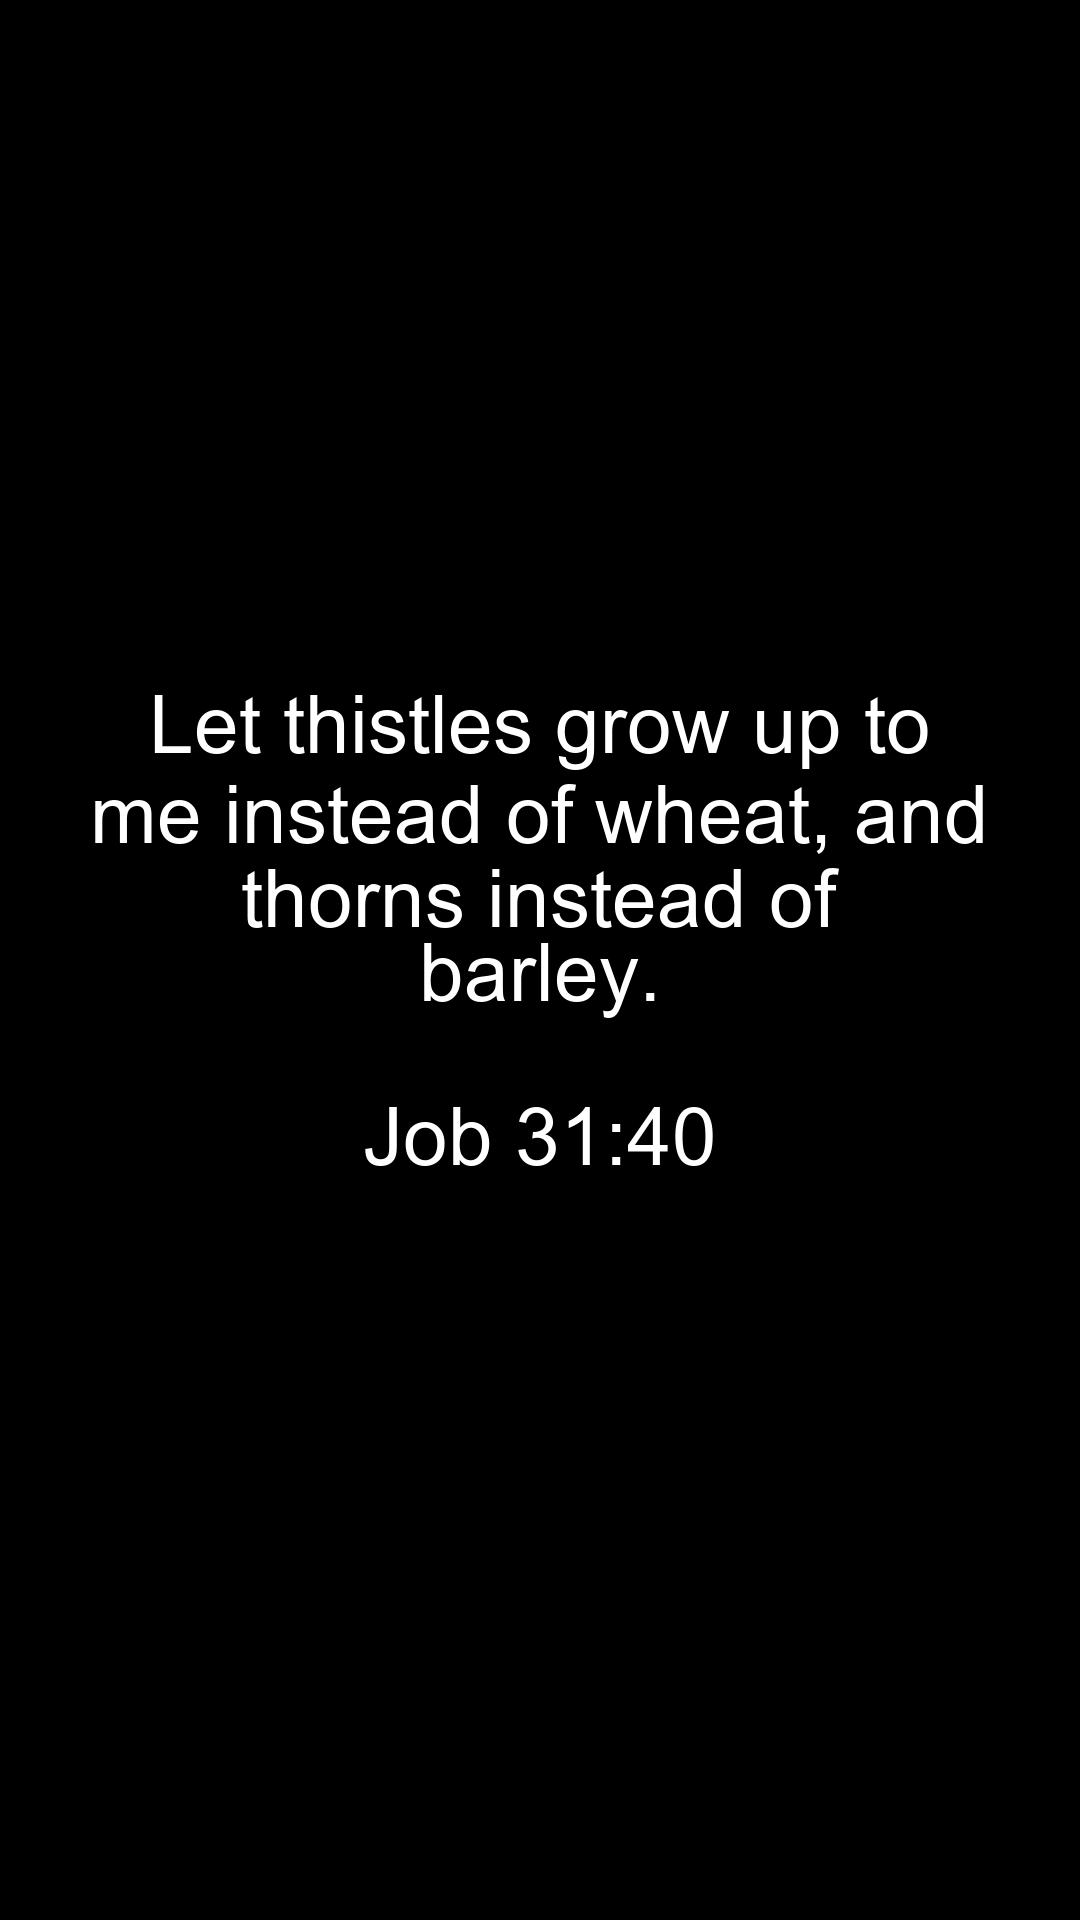 Let thistles grow up to
me instead of wheat, and
thorns instead of
barley.
Job 31:40